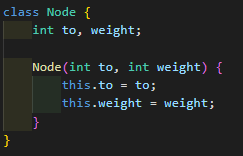 class Node {
    int to, weight;

    Node(int to, int weight) {
        this.to = to;
        this.weight = weight;
    }
}